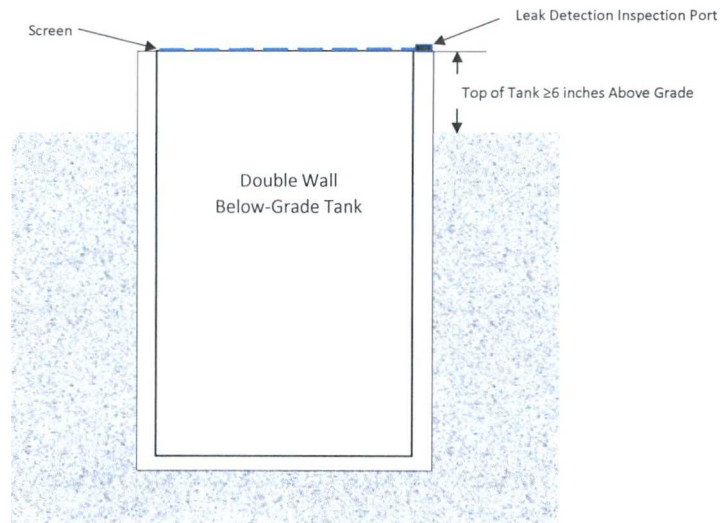 Leak Detection Inspection Port
Screen
Top of Tank ≥6 inches Above Grade
Double Wall
Below-Grade Tank